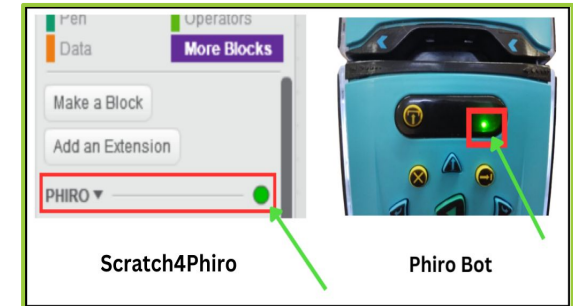 Pen
Operators
Data
More Blocks
Make a Block
Add an Extension
PHIRO ▼
Scratch4Phiro
Phiro Bot